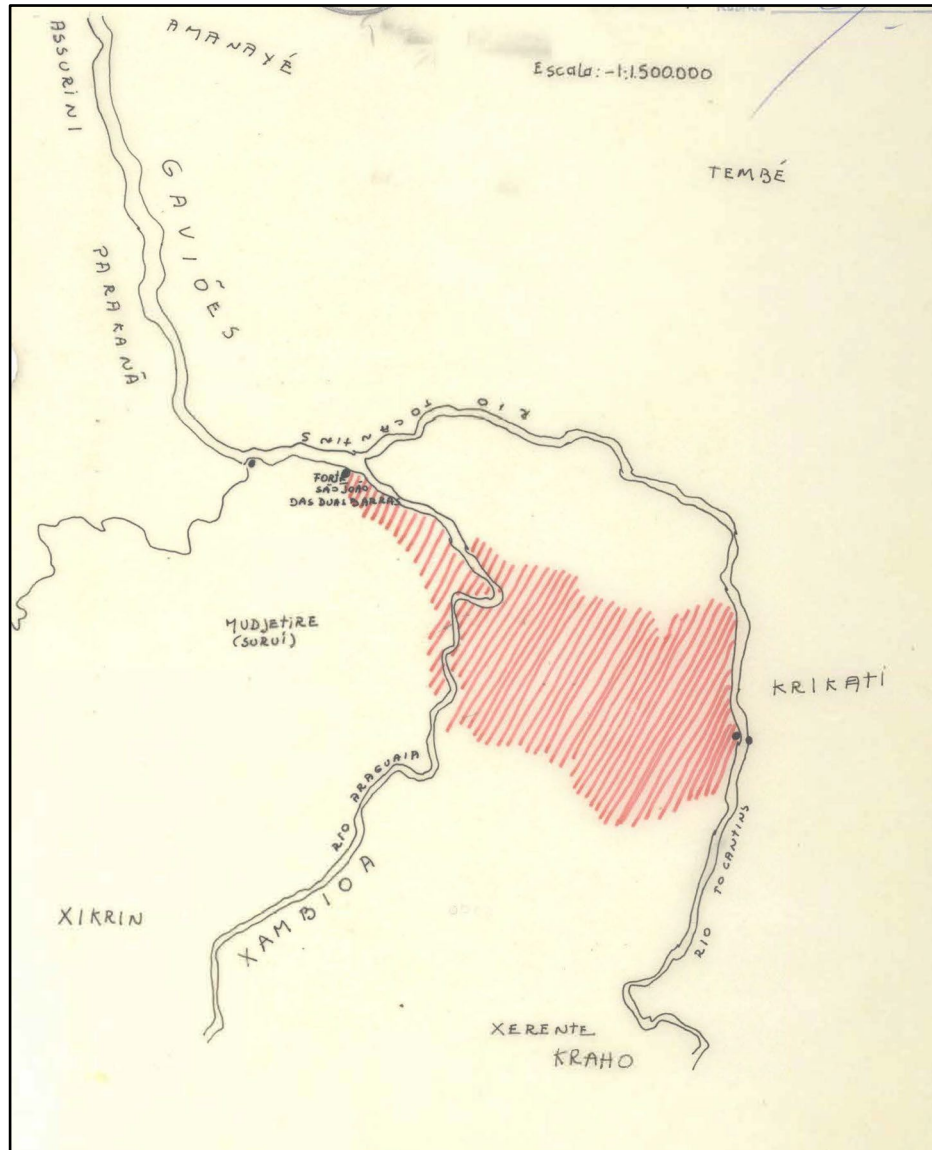 ASSURINI
AMANAYÉ
Escala:-1:1.500.000
TEMBÉ
GAVIÕES
PARAKANÃ
RIO TOCANTINS
FORTE
SÃO JOÃO
DAS DUAS BARRAS
MUDJETIRE
(SURUÍ)
KRIKATÍ
RIO ARAGUAIA
RIO TOCANTINS
XAMBIOA
XIKRIN
XERENTE
KRAHO